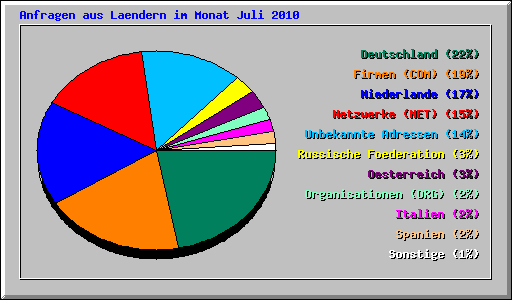 Anfragen aus Laendern im Monat Juli 2010
Deutschland (22%)
Firmen (COM) (19%)
Niederlande (17%)
Netzwerke (NET) (15%)
Unbekannte Adressen (14%)
Russische Foederation (3%)
Oesterreich (3%)
Organisationen (ORG) (2%)
Italien (2%)
Spanien (2%)
Sonstige (1%)